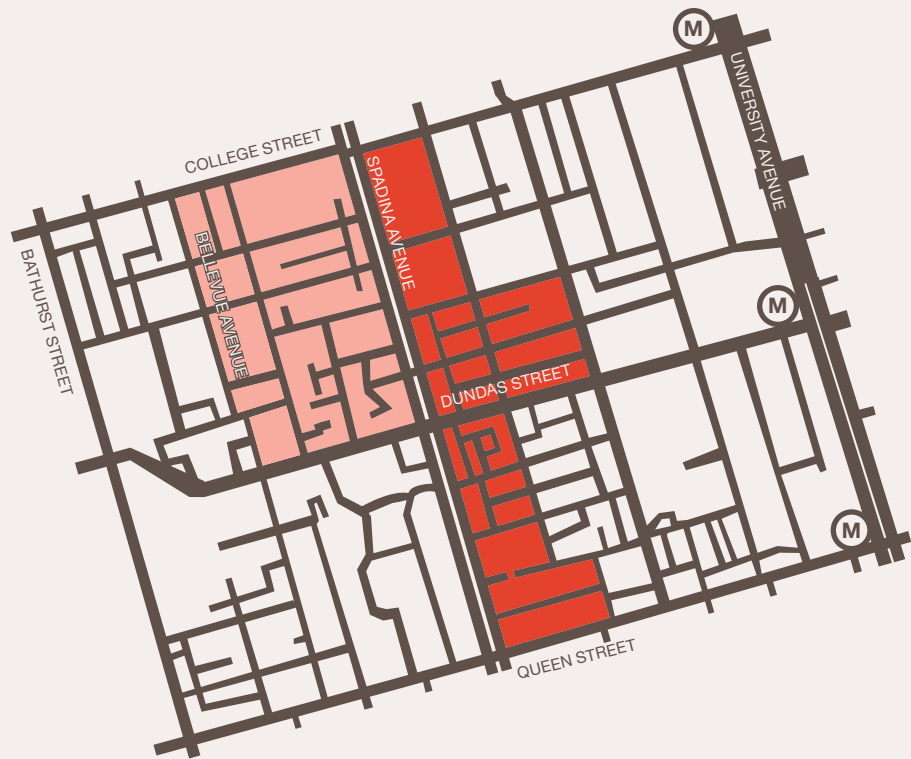 M
UNIVERSITY AVENUE
COLLEGE STREET
SPADINA AVENUE
BELLEVUE AVENUE
BATHURST STREET
M
DUNDAS STREET
M
QUEEN STREET